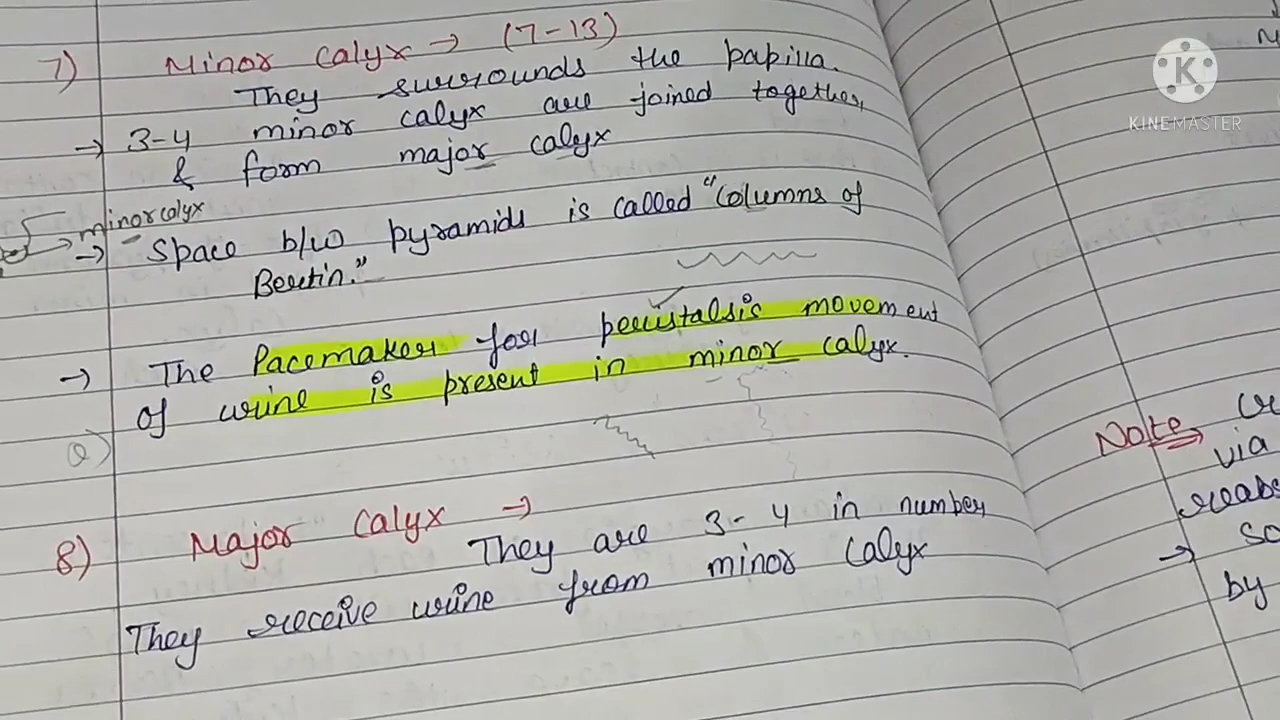 7) Minor Calyx → (7-13)
They surrounds the papilla.
→ 3-4 minor calyx are joined together,
& form major calyx
→ minor calyx
→ Space b/w pyramids is called "Columns of
Bertin."
→ The Pacemaker for peristalsis movement
of urine is present in minor calyx.
8) Major Calyx →
They are 3-4 in number
They receive urine from minor Calyx
Note
via
→
by
K
KINEMASTER